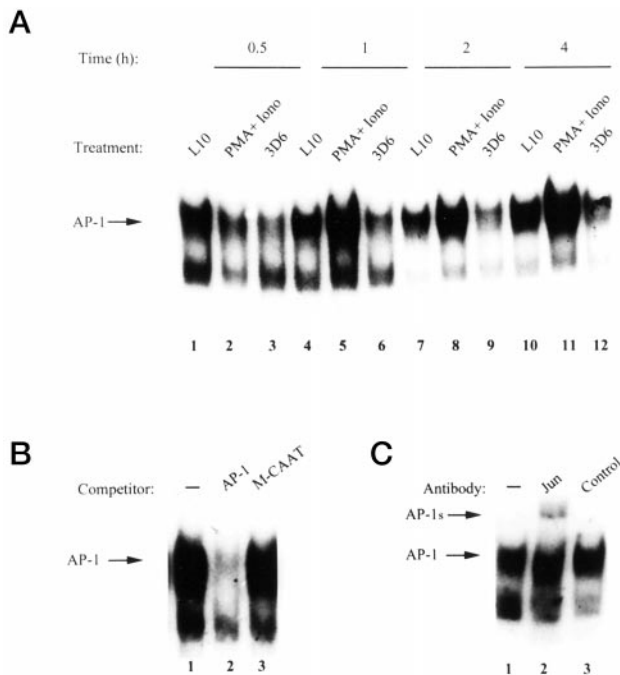 A
Time (h): 0.5 1 2 4
Treatment: L10 PMA+ Iono 3D6 L10 PMA+ Iono 3D6 L10 PMA+ Iono 3D6 L10 PMA+ Iono 3D6
AP-1
1 2 3 4 5 6 7 8 9 10 11 12
B
Competitor: — AP-1 M-CAAT
AP-1
1 2 3
C
Antibody: — Jun Control
AP-1s
AP-1
1 2 3